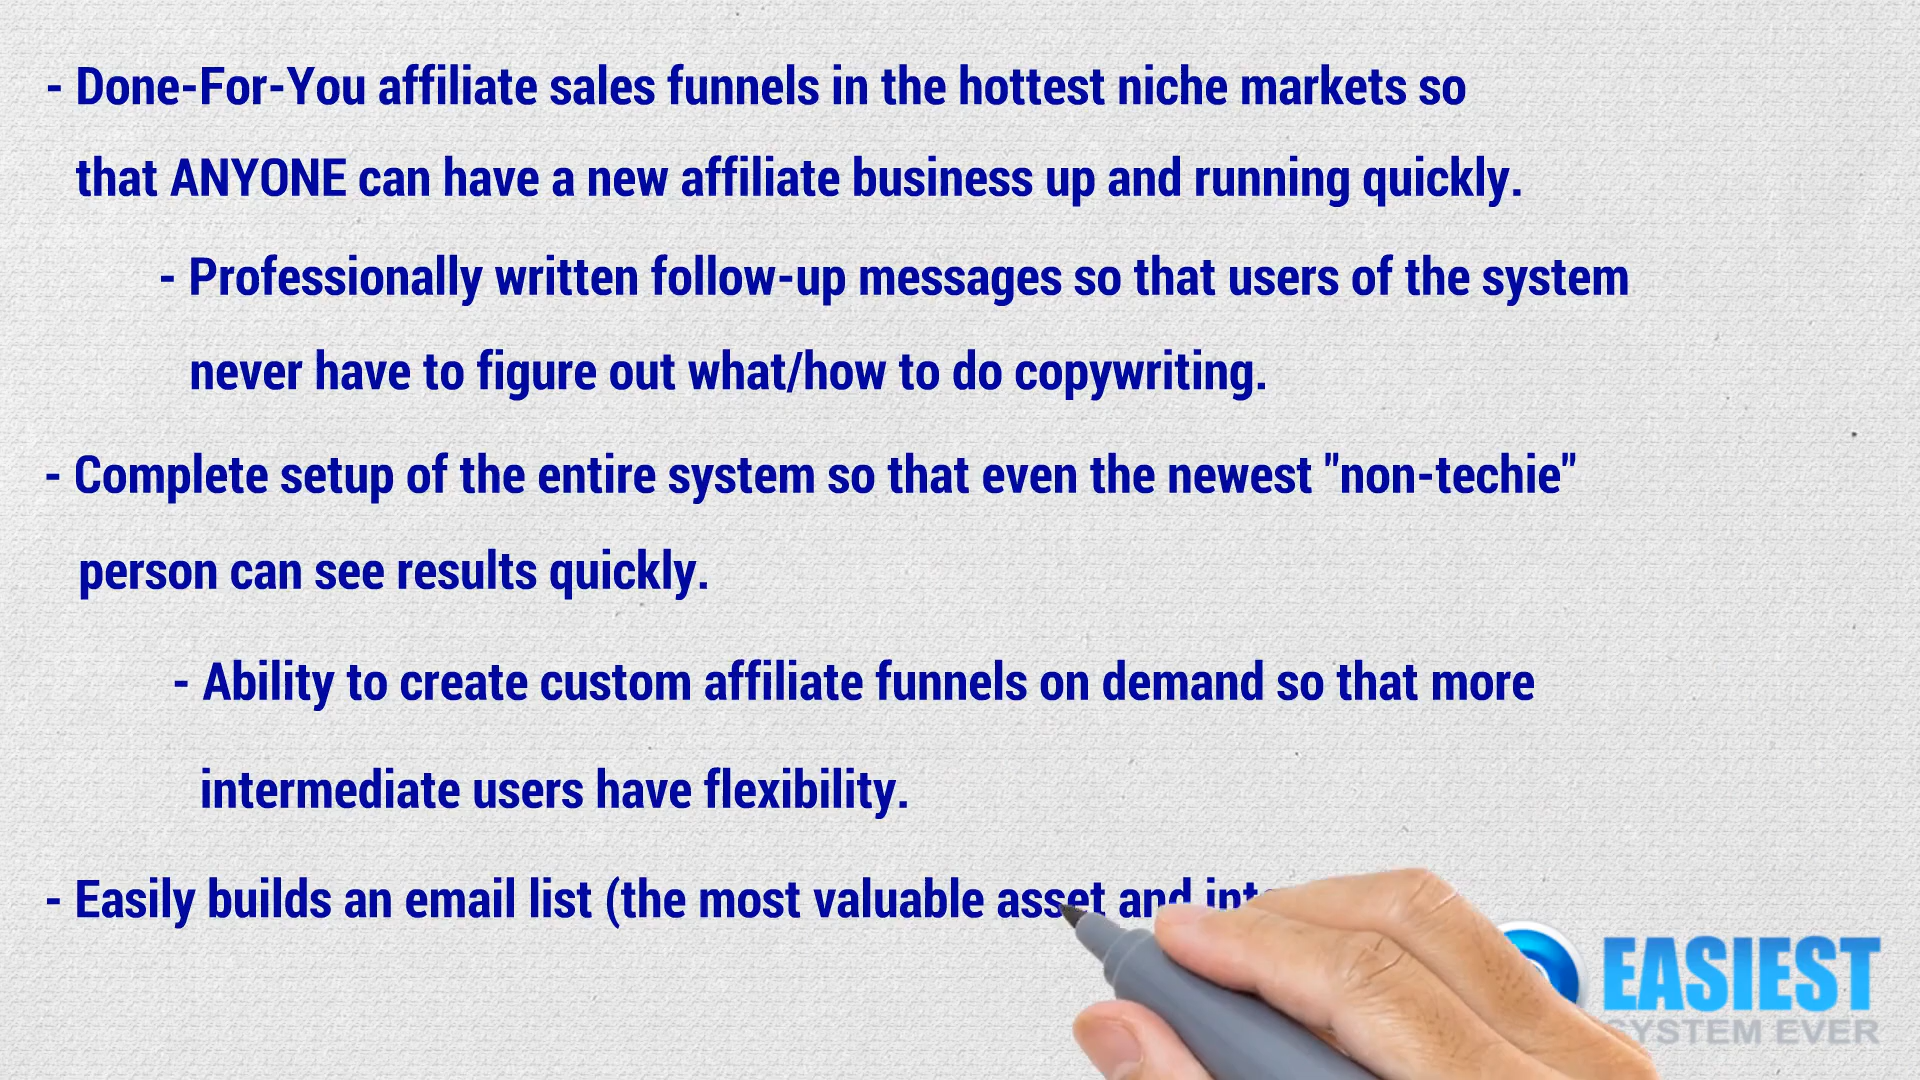 - Done-For-You affiliate sales funnels in the hottest niche markets so
that ANYONE can have a new affiliate business up and running quickly.
- Professionally written follow-up messages so that users of the system
never have to figure out what/how to do copywriting.
- Complete setup of the entire system so that even the newest "non-techie"
person can see results quickly.
- Ability to create custom affiliate funnels on demand so that more
intermediate users have flexibility.
- Easily builds an email list (the most valuable asset and
EASIEST
SYSTEM EVER